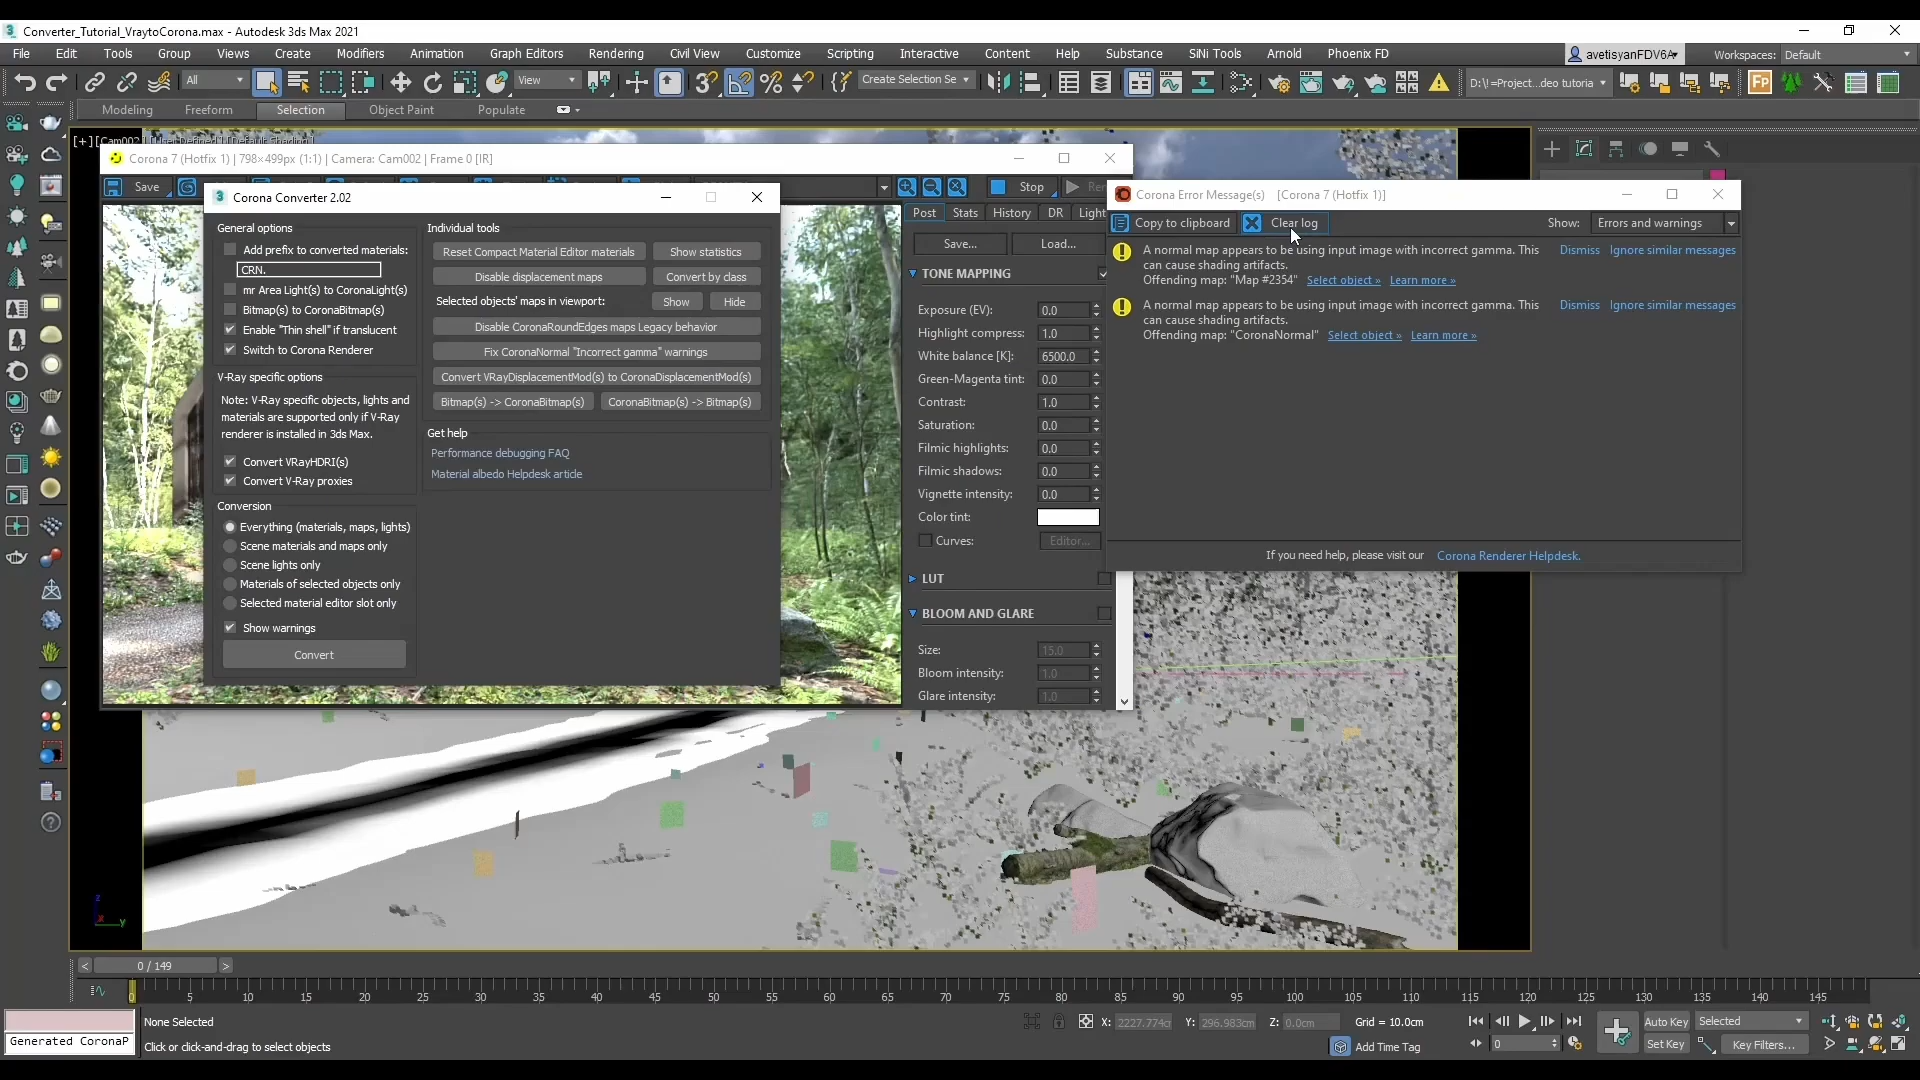 Converter_Tutorial_VraytoCorona.max - Autodesk 3ds Max 2021
File Edit Tools Group Views Create Modifiers Animation Graph Editors Rendering Civil View Customize Scripting Interactive Content Help Substance SiNi Tools Arnold Phoenix FD
avetisyanFDV6A
Workspaces: Default
All
View
Create Selection Se
D:\!=Project...deo tutoria
FP
Modeling Freeform Selection Object Paint Populate
Corona 7 (Hotfix 1) | 798×499px (1:1) | Camera: Cam002 | Frame 0 [IR]
Save
Stop
Corona Converter 2.02
General options
Add prefix to converted materials:
CRN.
mr Area Light(s) to CoronaLight(s)
Bitmap(s) to CoronaBitmap(s)
Enable "Thin shell" if translucent
Switch to Corona Renderer
V-Ray specific options
Note: V-Ray specific objects, lights and
materials are supported only if V-Ray
renderer is installed in 3ds Max.
Convert VRayHDRI(s)
Convert V-Ray proxies
Conversion
Everything (materials, maps, lights)
Scene materials and maps only
Scene lights only
Materials of selected objects only
Selected material editor slot only
Show warnings
Convert
Individual tools
Reset Compact Material Editor materials
Show statistics
Disable displacement maps
Convert by class
Selected objects' maps in viewport:
Show
Hide
Disable CoronaRoundEdges maps Legacy behavior
Fix CoronaNormal "Incorrect gamma" warnings
Convert VRayDisplacementMod(s) to CoronaDisplacementMod(s)
Bitmap(s) -> CoronaBitmap(s)
CoronaBitmap(s) -> Bitmap(s)
Get help
Performance debugging FAQ
Material albedo Helpdesk article
Post Stats History DR Light
Save...
Load...
TONE MAPPING
Exposure (EV): 0.0
Highlight compress: 1.0
White balance [K]: 6500.0
Green-Magenta tint: 0.0
Contrast: 1.0
Saturation: 0.0
Filmic highlights: 0.0
Filmic shadows: 0.0
Vignette intensity: 0.0
Color tint:
Curves: Editor...
LUT
BLOOM AND GLARE
Size: 15.0
Bloom intensity: 1.0
Glare intensity: 1.0
Corona Error Message(s) [Corona 7 (Hotfix 1)]
Copy to clipboard
Clear log
Show: Errors and warnings
A normal map appears to be using input image with incorrect gamma. This
can cause shading artifacts.
Offending map: "Map #2354" Select object » Learn more »
Dismiss Ignore similar messages
A normal map appears to be using input image with incorrect gamma. This
can cause shading artifacts.
Offending map: "CoronaNormal" Select object » Learn more »
Dismiss Ignore similar messages
If you need help, please visit our Corona Renderer Helpdesk.
z
x
y
< 0 / 149 >
0 5 10 15 20 25 30 35 40 45 50 55 60 65 70 75 80 85 90 95 100 105 110 115 120 125 130 135 140 145
None Selected
Generated CoronaP
Click or click-and-drag to select objects
X: 2227.774c Y: 296.983cm Z: 0.0cm
Grid = 10.0cm
Add Time Tag
0
Auto Key
Selected
Set Key
Key Filters...